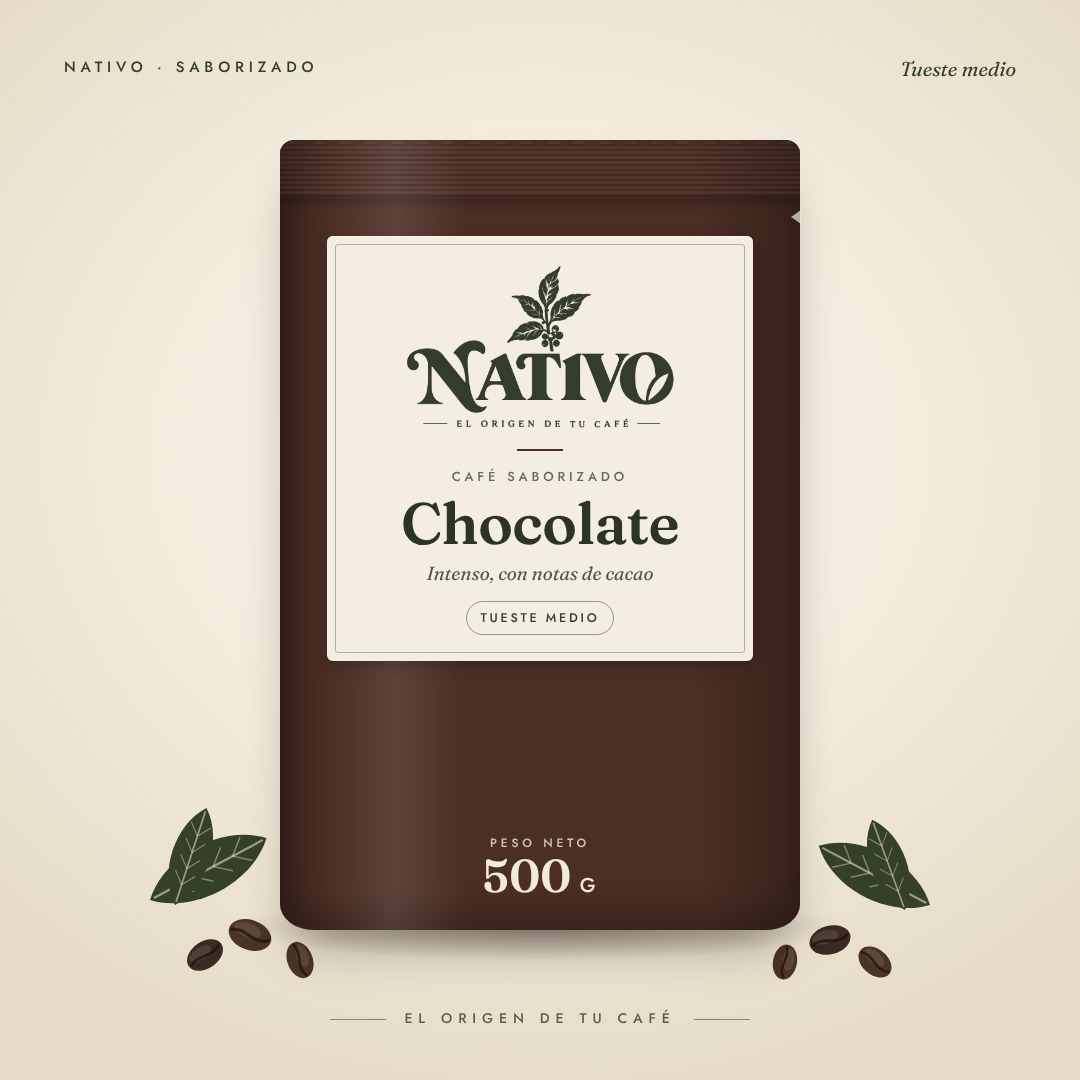 NATIVO · SABORIZADO
Tueste medio
NATIVO
EL ORIGEN DE TU CAFÉ
CAFÉ SABORIZADO
Chocolate
Intenso, con notas de cacao
TUESTE MEDIO
PESO NETO
500 G
EL ORIGEN DE TU CAFÉ